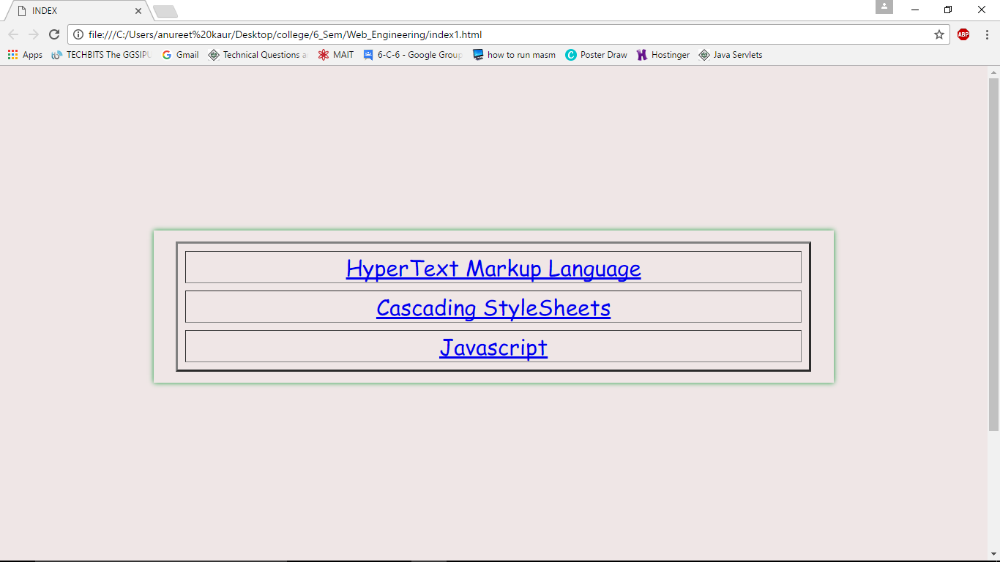 INDEX
file:///C:/Users/anureet%20kaur/Desktop/college/6_Sem/Web_Engineering/index1.html
ABP
Apps TECHBITS The GGSIPU Gmail Technical Questions a MAIT 6-C-6 - Google Group how to run masm Poster Draw Hostinger Java Servlets
HyperText Markup Language
Cascading StyleSheets
Javascript